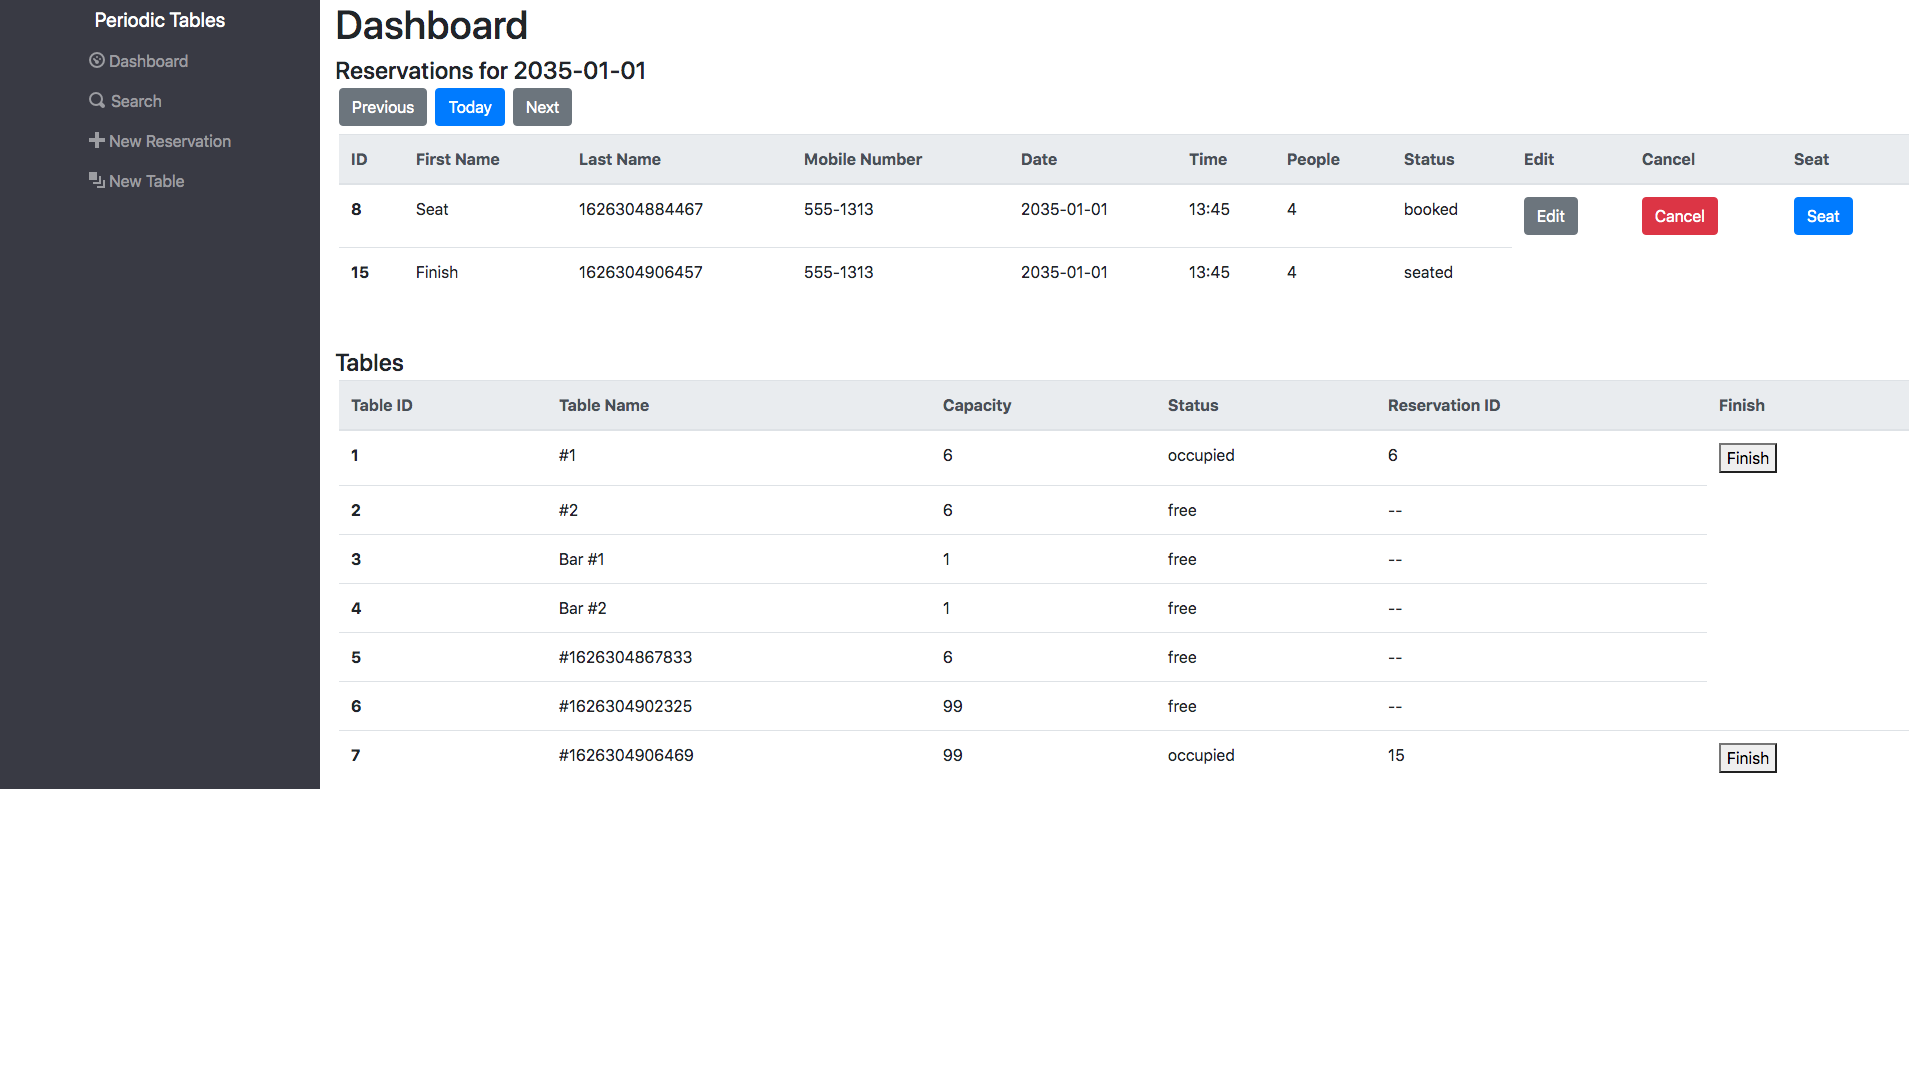 Periodic Tables
Dashboard
Search
New Reservation
New Table
Dashboard
Reservations for 2035-01-01
Previous Today Next
ID First Name Last Name Mobile Number Date Time People Status Edit Cancel Seat
8 Seat 1626304884467 555-1313 2035-01-01 13:45 4 booked Edit Cancel Seat
15 Finish 1626304906457 555-1313 2035-01-01 13:45 4 seated
Tables
Table ID Table Name Capacity Status Reservation ID Finish
1 #1 6 occupied 6 Finish
2 #2 6 free --
3 Bar #1 1 free --
4 Bar #2 1 free --
5 #1626304867833 6 free --
6 #1626304902325 99 free --
7 #1626304906469 99 occupied 15 Finish